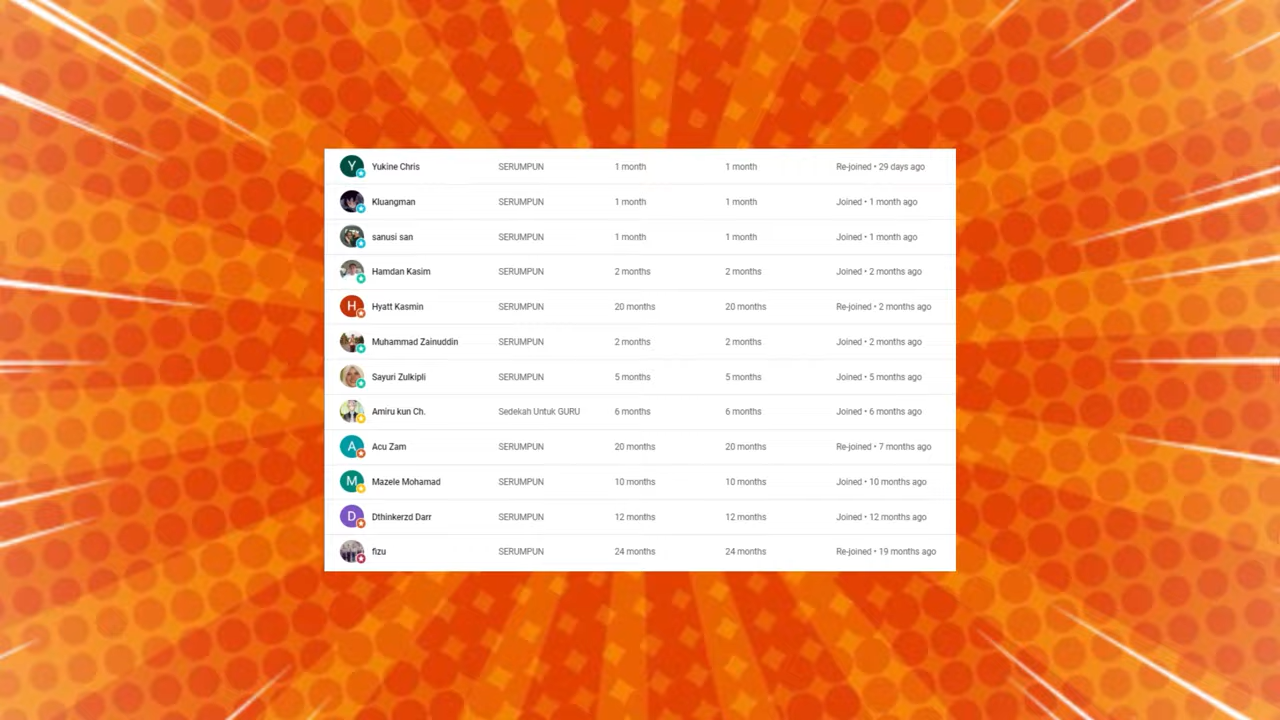 Y Yukine Chris SERUMPUN 1 month 1 month Re-joined • 29 days ago
Kluangman SERUMPUN 1 month 1 month Joined • 1 month ago
sanusi san SERUMPUN 1 month 1 month Joined • 1 month ago
Hamdan Kasim SERUMPUN 2 months 2 months Joined • 2 months ago
H Hyatt Kasmin SERUMPUN 20 months 20 months Re-joined • 2 months ago
Muhammad Zainuddin SERUMPUN 2 months 2 months Joined • 2 months ago
Sayuri Zulkipli SERUMPUN 5 months 5 months Joined • 5 months ago
Amiru kun Ch. Sedekah Untuk GURU 6 months 6 months Joined • 6 months ago
A Acu Zam SERUMPUN 20 months 20 months Re-joined • 7 months ago
M Mazele Mohamad SERUMPUN 10 months 10 months Joined • 10 months ago
D Dthinkerzd Darr SERUMPUN 12 months 12 months Joined • 12 months ago
fizu SERUMPUN 24 months 24 months Re-joined • 19 months ago